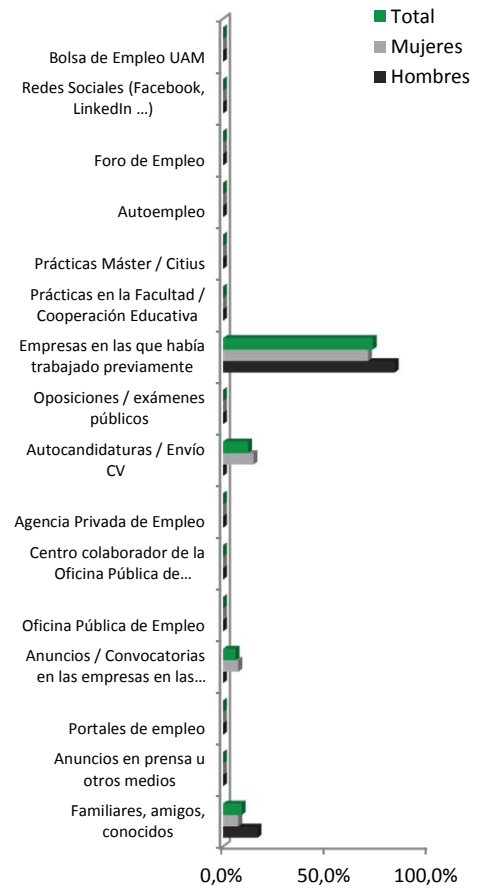 Total
Mujeres
Hombres
Bolsa de Empleo UAM
Redes Sociales (Facebook,
LinkedIn ...)
Foro de Empleo
Autoempleo
Prácticas Máster / Citius
Prácticas en la Facultad /
Cooperación Educativa
Empresas en las que había
trabajado previamente
Oposiciones / exámenes
públicos
Autocandidaturas / Envío
CV
Agencia Privada de Empleo
Centro colaborador de la
Oficina Pública de...
Oficina Pública de Empleo
Anuncios / Convocatorias
en las empresas en las...
Portales de empleo
Anuncios en prensa u
otros medios
Familiares, amigos,
conocidos
0,0% 50,0% 100,0%